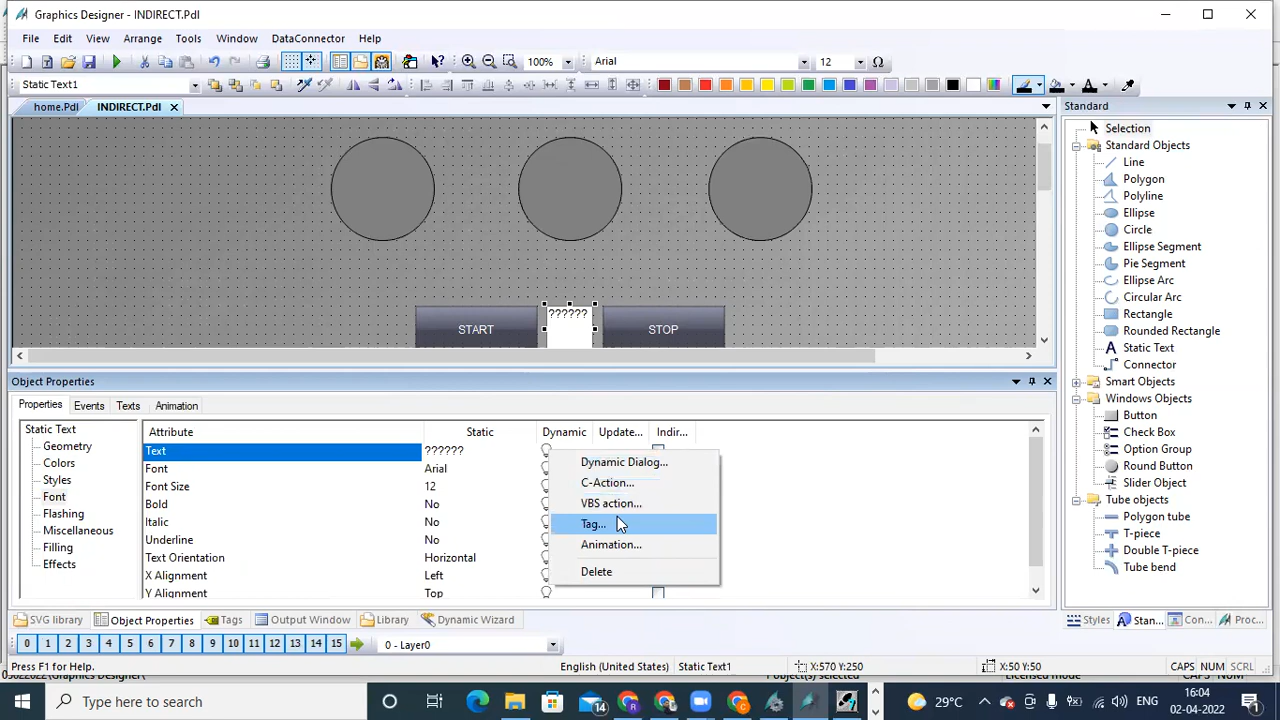 Graphics Designer - INDIRECT.Pdl
File Edit View Arrange Tools Window DataConnector Help
100% Arial 12 Ω
Static Text1
home.Pdl INDIRECT.Pdl
START ?????? STOP
Object Properties
Properties Events Texts Animation
Static Text
Geometry
Colors
Styles
Font
Flashing
Miscellaneous
Filling
Effects
Attribute Static Dynamic Update... Indir...
Text ??????
Font Arial
Font Size 12
Bold No
Italic No
Underline No
Text Orientation Horizontal
X Alignment Left
Y Alignment Top
Dynamic Dialog...
C-Action...
VBS action...
Tag...
Animation...
Delete
Standard
Selection
Standard Objects
Line
Polygon
Polyline
Ellipse
Circle
Ellipse Segment
Pie Segment
Ellipse Arc
Circular Arc
Rectangle
Rounded Rectangle
Static Text
Connector
Smart Objects
Windows Objects
Button
Check Box
Option Group
Round Button
Slider Object
Tube objects
Polygon tube
T-piece
Double T-piece
Tube bend
SVG library Object Properties Tags Output Window Library Dynamic Wizard
Styles Stan... Con... Proc...
0 1 2 3 4 5 6 7 8 9 10 11 12 13 14 15 0 - Layer0
Press F1 for Help. English (United States) Static Text1 X:570 Y:250 X:50 Y:50 CAPS NUM SCRL
Type here to search 14 29°C ENG 16:04 02-04-2022 1